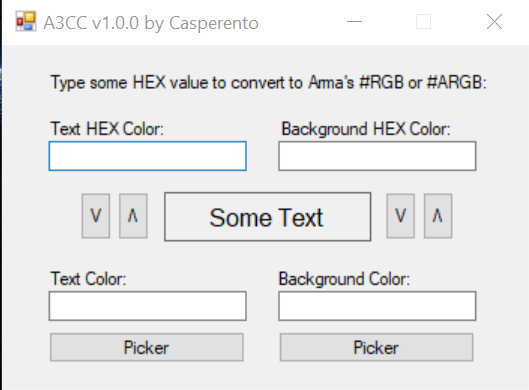 A3CC v1.0.0 by Casperento
Type some HEX value to convert to Arma's #RGB or #ARGB:
Text HEX Color: Background HEX Color:
V Λ Some Text V Λ
Text Color: Background Color:
Picker Picker